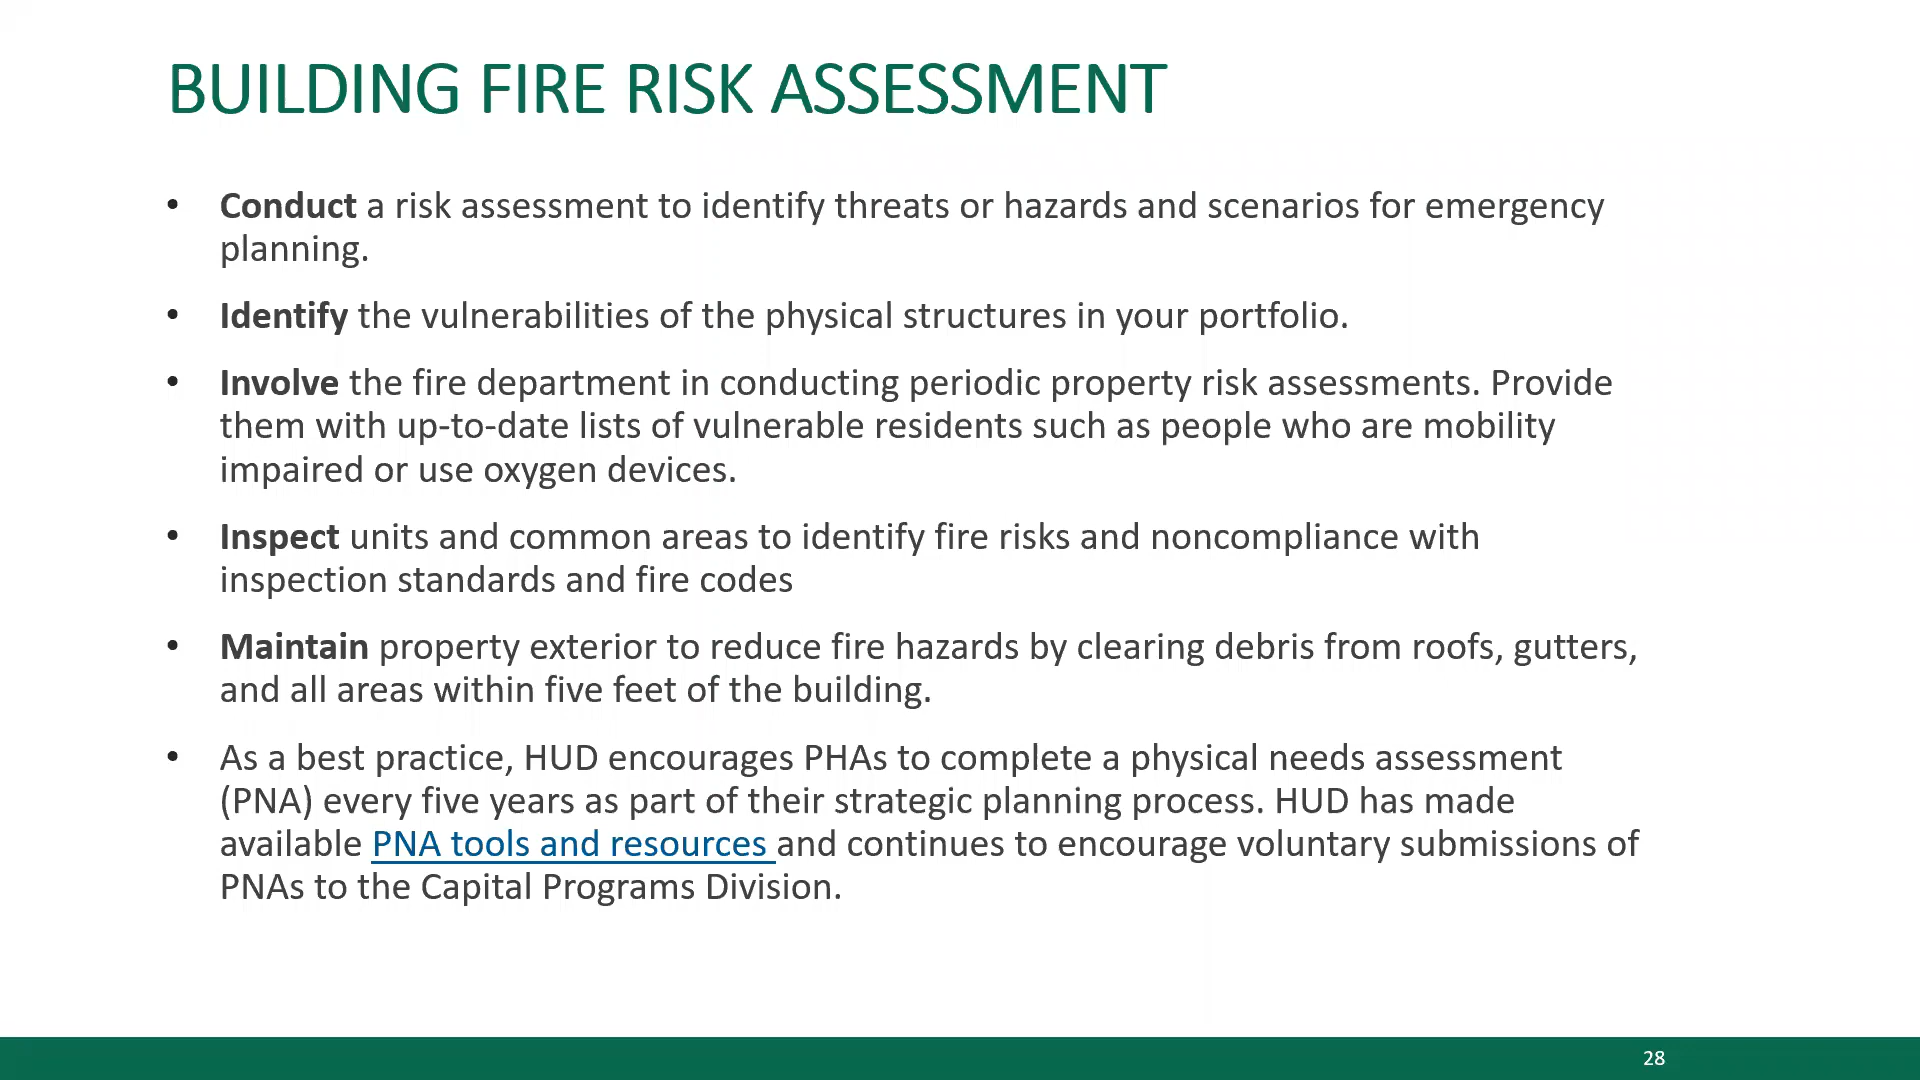 BUILDING FIRE RISK ASSESSMENT
• Conduct a risk assessment to identify threats or hazards and scenarios for emergency
planning.
• Identify the vulnerabilities of the physical structures in your portfolio.
• Involve the fire department in conducting periodic property risk assessments. Provide
them with up-to-date lists of vulnerable residents such as people who are mobility
impaired or use oxygen devices.
• Inspect units and common areas to identify fire risks and noncompliance with
inspection standards and fire codes
• Maintain property exterior to reduce fire hazards by clearing debris from roofs, gutters,
and all areas within five feet of the building.
• As a best practice, HUD encourages PHAs to complete a physical needs assessment
(PNA) every five years as part of their strategic planning process. HUD has made
available PNA tools and resources and continues to encourage voluntary submissions of
PNAs to the Capital Programs Division.
28